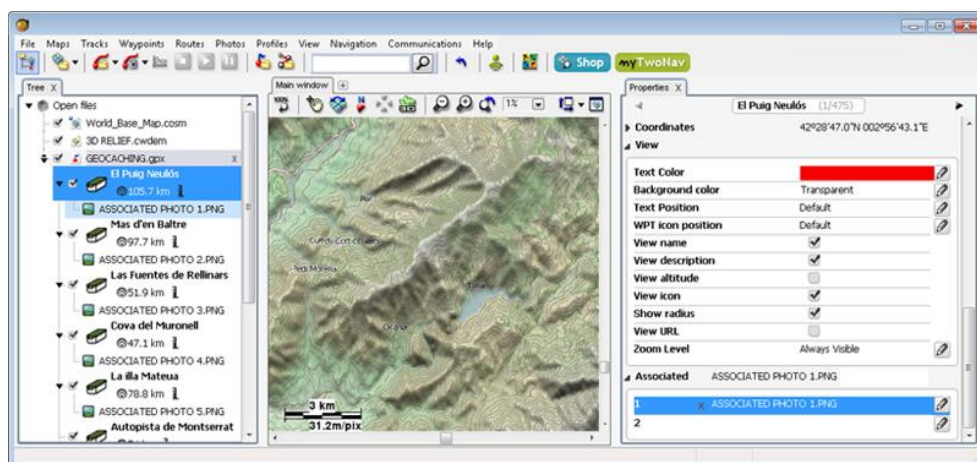 File Maps Tracks Waypoints Routes Photos Profiles View Navigation Communications Help
Shop
myTwoNav
Tree X
Open files
World_Base_Map.cosm
3D RELIEF.cwdem
GEOCACHING.gpx x
El Puig Neulós
105.7 km
ASSOCIATED PHOTO 1.PNG
Mas d'en Baltre
97.7 km
ASSOCIATED PHOTO 2.PNG
Las Fuentes de Rellinars
51.9 km
ASSOCIATED PHOTO 3.PNG
Cova del Muronell
47.1 km
ASSOCIATED PHOTO 4.PNG
La illa Mateua
78.8 km
ASSOCIATED PHOTO 5.PNG
Autopista de Montserrat
Main window
100%
1%
3 km
31.2m/pix
Properties X
El Puig Neulós (1/475)
Coordinates 42º28'47.0"N 002º56'43.1"E
View
Text Color
Background color Transparent
Text Position Default
WPT icon position Default
View name
View description
View altitude
View icon
Show radius
View URL
Zoom Level Always Visible
Associated ASSOCIATED PHOTO 1.PNG
1 x ASSOCIATED PHOTO 1.PNG
2